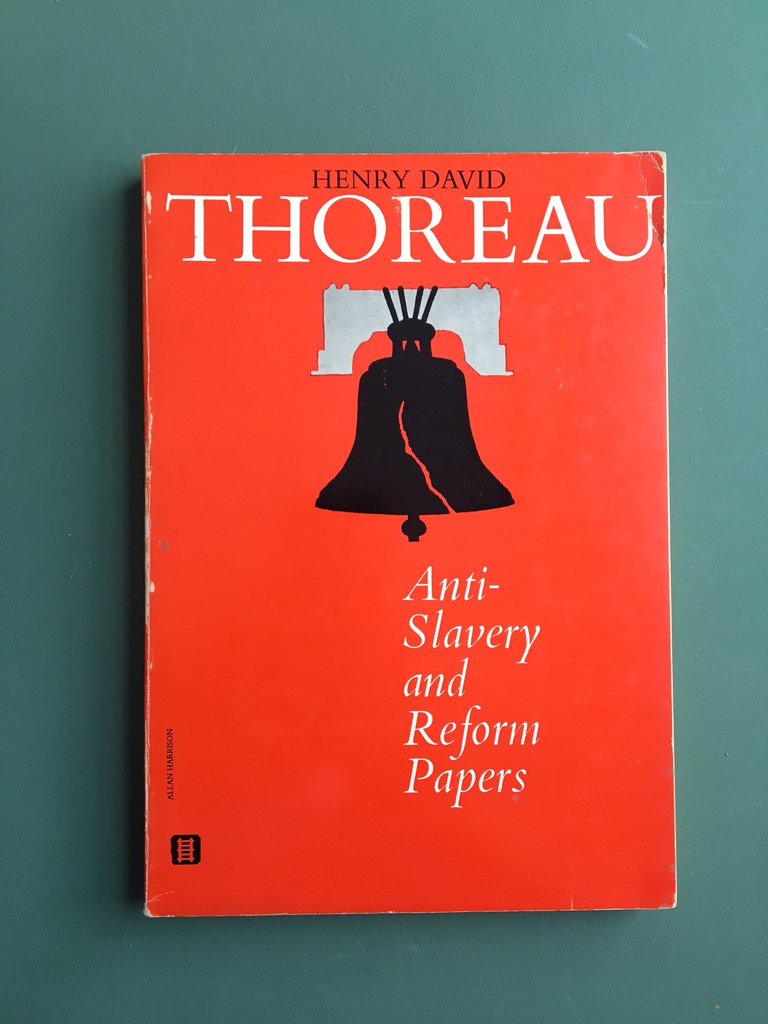 HENRY DAVID
THOREAU
Anti-
Slavery
and
Reform
Papers
ALLAN HARRISON